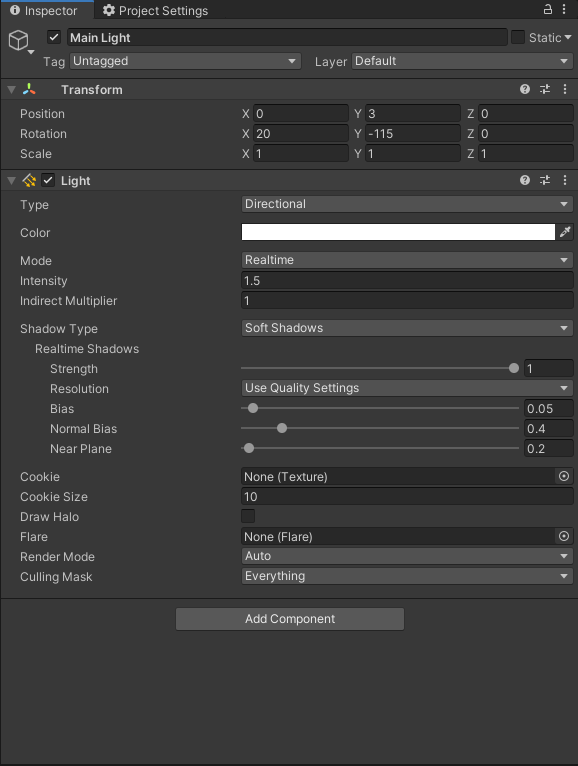 Inspector Project Settings
Main Light Static
Tag Untagged Layer Default
Transform
Position X 0 Y 3 Z 0
Rotation X 20 Y -115 Z 0
Scale X 1 Y 1 Z 1
Light
Type Directional
Color
Mode Realtime
Intensity 1.5
Indirect Multiplier 1
Shadow Type Soft Shadows
Realtime Shadows
Strength 1
Resolution Use Quality Settings
Bias 0.05
Normal Bias 0.4
Near Plane 0.2
Cookie None (Texture)
Cookie Size 10
Draw Halo
Flare None (Flare)
Render Mode Auto
Culling Mask Everything
Add Component